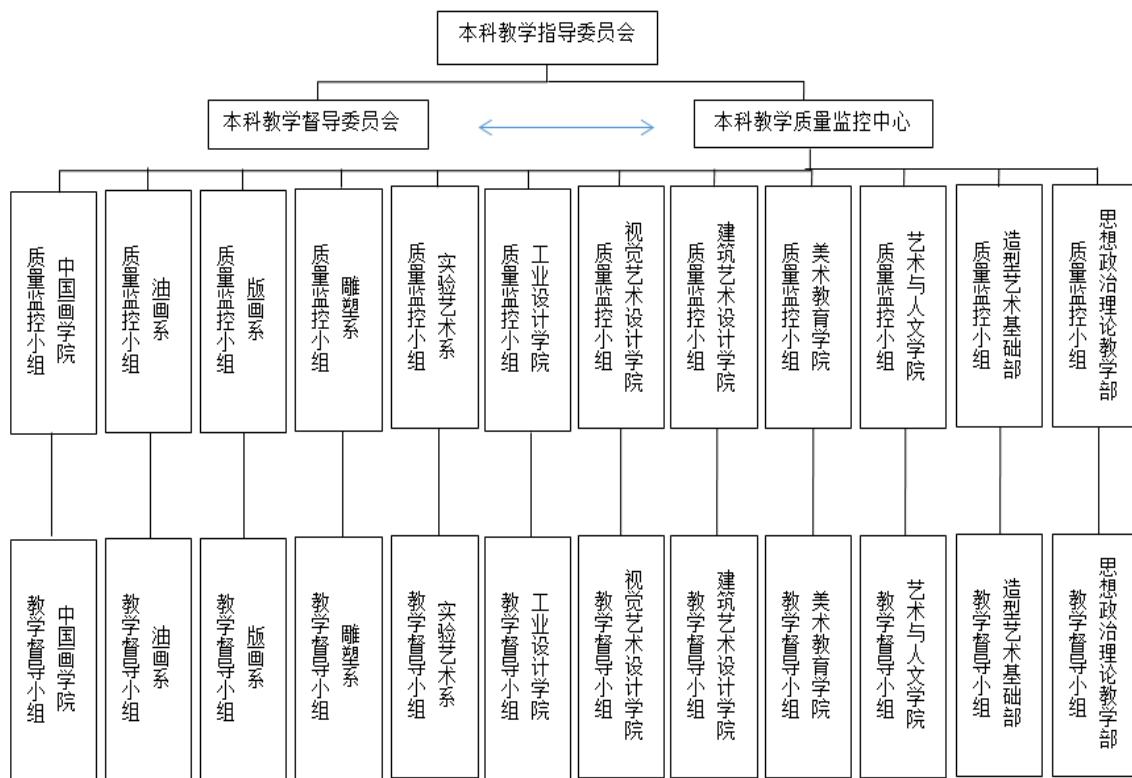 本科教学指导委员会
本科教学督导委员会
本科教学质量监控中心
中国画学院
质量监控小组
油画系
质量监控小组
版画系
质量监控小组
雕塑系
质量监控小组
实验艺术系
质量监控小组
工业设计学院
质量监控小组
视觉艺术设计学院
质量监控小组
建筑艺术设计学院
质量监控小组
美术教育学院
质量监控小组
艺术与人文学院
质量监控小组
造型艺术基础部
质量监控小组
思想政治理论教学部
质量监控小组
中国画学院
教学督导小组
油画系
教学督导小组
版画系
教学督导小组
雕塑系
教学督导小组
实验艺术系
教学督导小组
工业设计学院
教学督导小组
视觉艺术设计学院
教学督导小组
建筑艺术设计学院
教学督导小组
美术教育学院
教学督导小组
艺术与人文学院
教学督导小组
造型艺术基础部
教学督导小组
思想政治理论教学部
教学督导小组